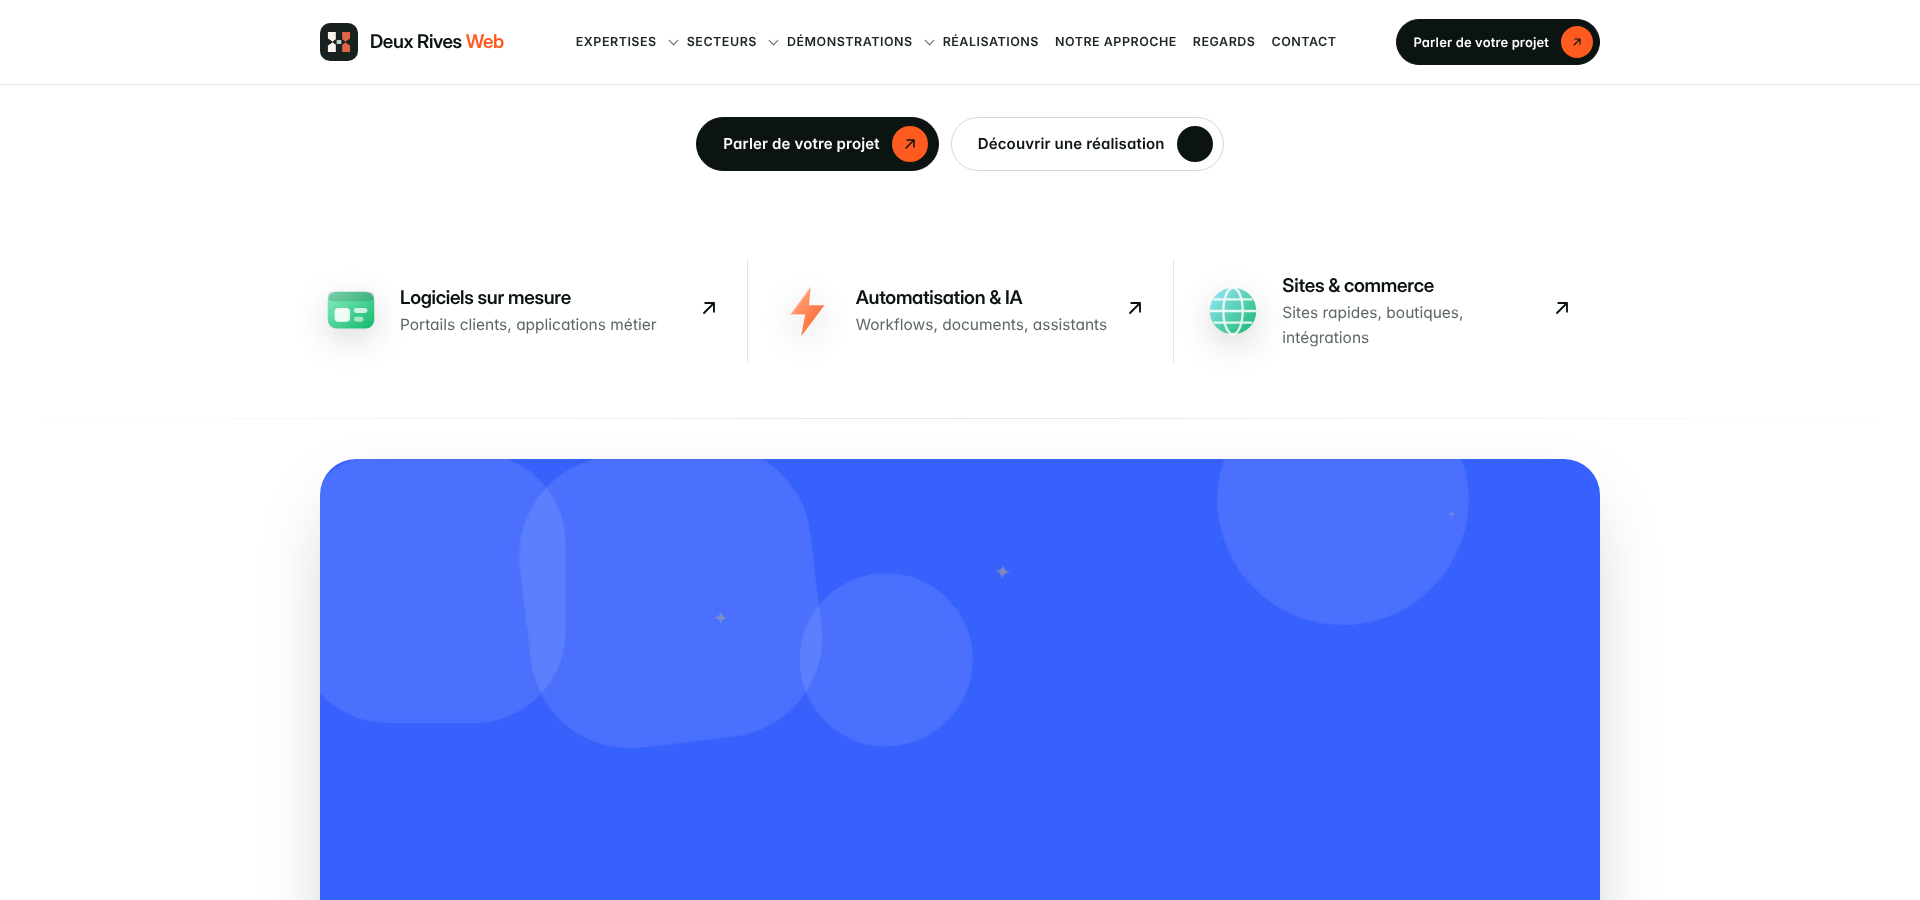 Deux Rives Web
EXPERTISES
SECTEURS
DÉMONSTRATIONS
RÉALISATIONS
NOTRE APPROCHE
REGARDS
CONTACT
Parler de votre projet
Parler de votre projet
Découvrir une réalisation
Logiciels sur mesure
Portails clients, applications métier
Automatisation & IA
Workflows, documents, assistants
Sites & commerce
Sites rapides, boutiques,
intégrations